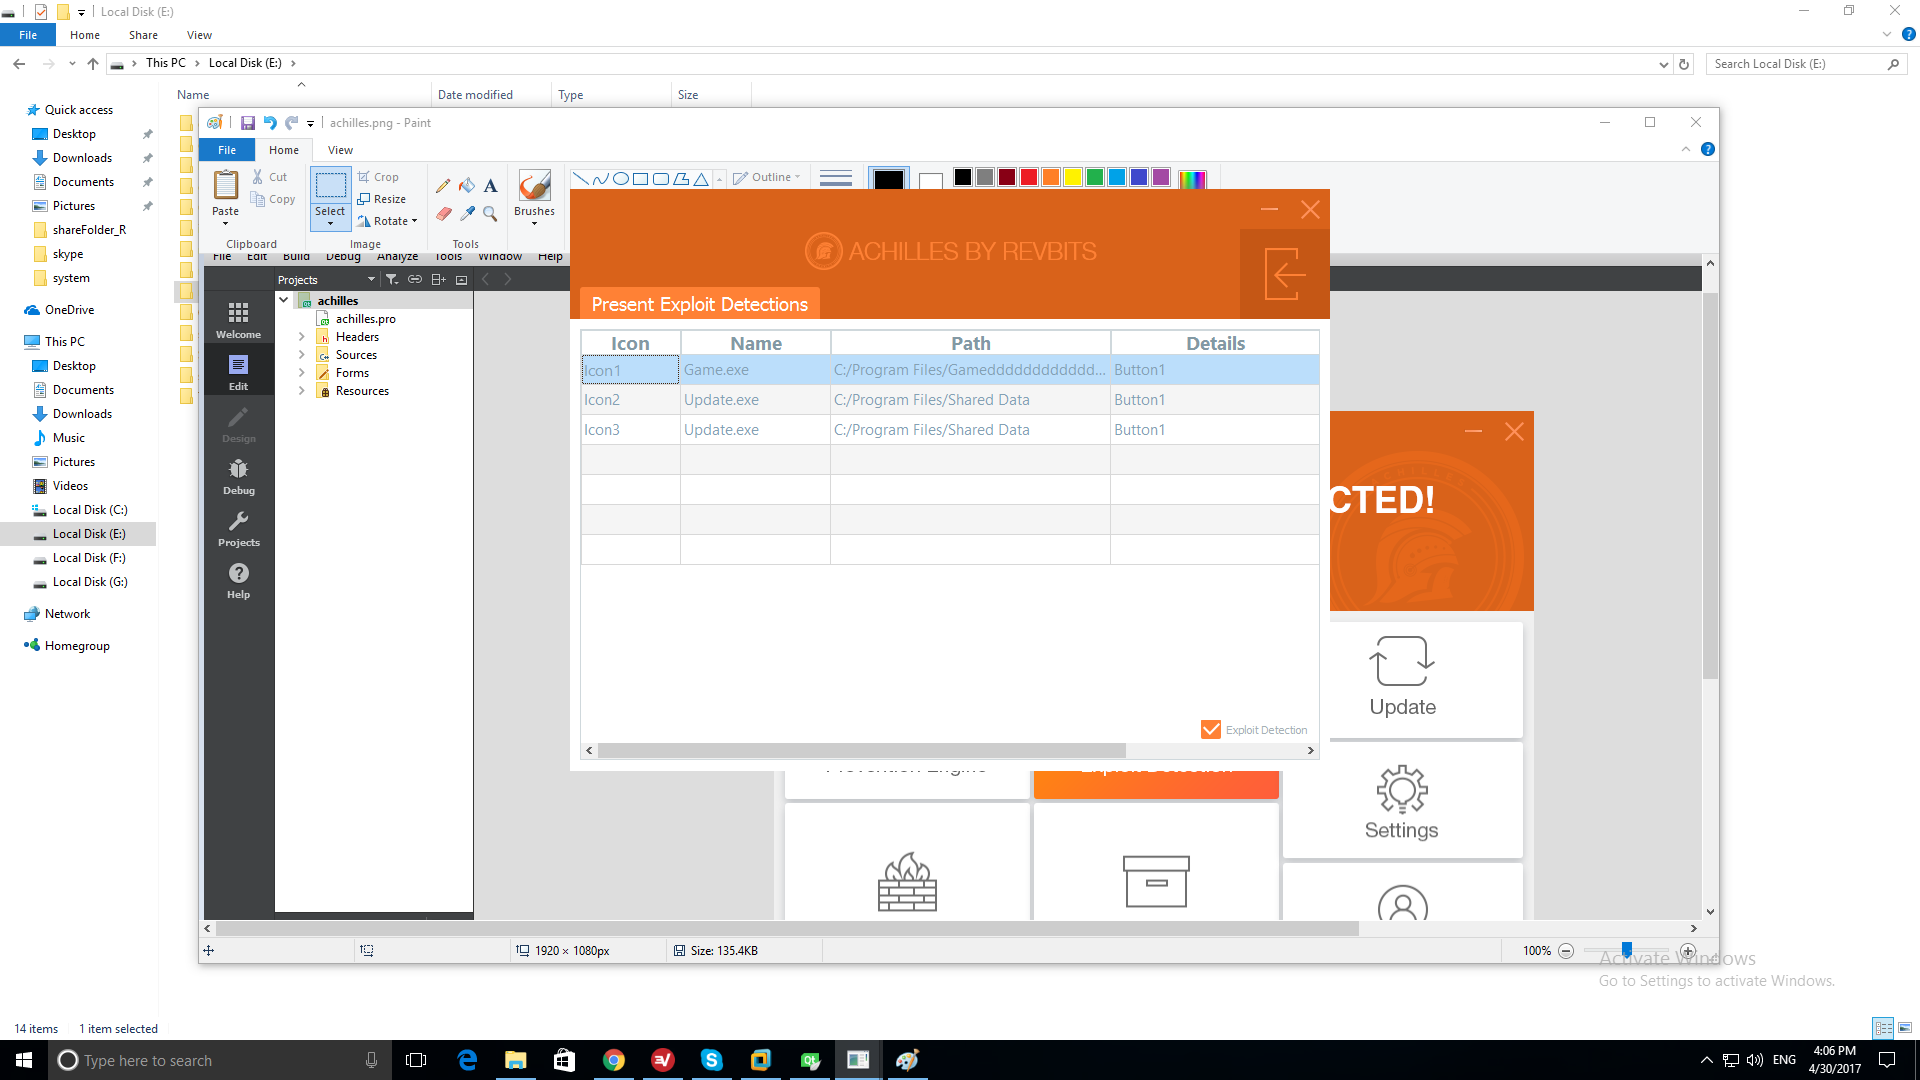 Local Disk (E:)
File Home Share View
This PC Local Disk (E:)
Search Local Disk (E:)
Name Date modified Type Size
Quick access
Desktop
Downloads
Documents
Pictures
shareFolder_R
skype
system
OneDrive
This PC
Desktop
Documents
Downloads
Music
Pictures
Videos
Local Disk (C:)
Local Disk (E:)
Local Disk (F:)
Local Disk (G:)
Network
Homegroup
14 items 1 item selected
achilles.png - Paint
File Home View
Paste
Cut
Copy
Clipboard
Select
Crop
Resize
Rotate
Image
A
Tools
Brushes
Outline
File Edit Build Debug Analyze Tools Window Help
Projects
Welcome
Edit
Design
Debug
Projects
Help
achilles
achilles.pro
Headers
Sources
Forms
Resources
ACHILLES BY REVBITS
Present Exploit Detections
Icon Name Path Details
Icon1 Game.exe C:/Program Files/Gamedddddddddddd... Button1
Icon2 Update.exe C:/Program Files/Shared Data Button1
Icon3 Update.exe C:/Program Files/Shared Data Button1
Exploit Detection
CTED!
Update
Settings
Prevention Engine
Exploit Detection
1920 × 1080px
Size: 135.4KB
100%
Activate Windows
Go to Settings to activate Windows.
Type here to search
ENG
4:06 PM
4/30/2017